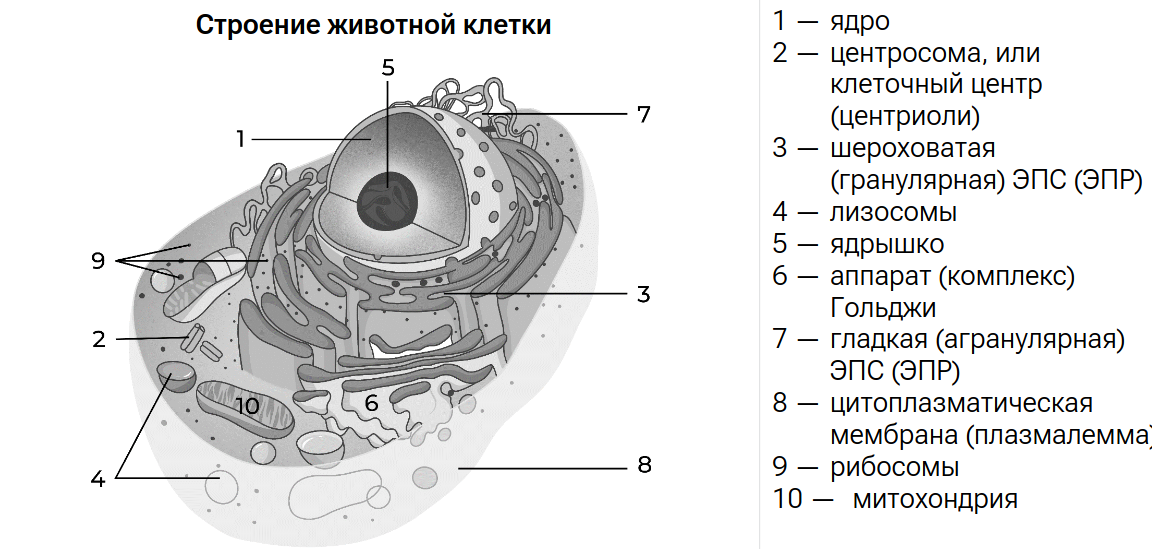 Строение животной клетки
5
7
1
9
3
2
10
6
4
8
1 — ядро
2 — центросома, или
клеточный центр
(центриоли)
3 — шероховатая
(гранулярная) ЭПС (ЭПР)
4 — лизосомы
5 — ядрышко
6 — аппарат (комплекс)
Гольджи
7 — гладкая (агранулярная)
ЭПС (ЭПР)
8 — цитоплазматическая
мембрана (плазмалемма)
9 — рибосомы
10 — митохондрия